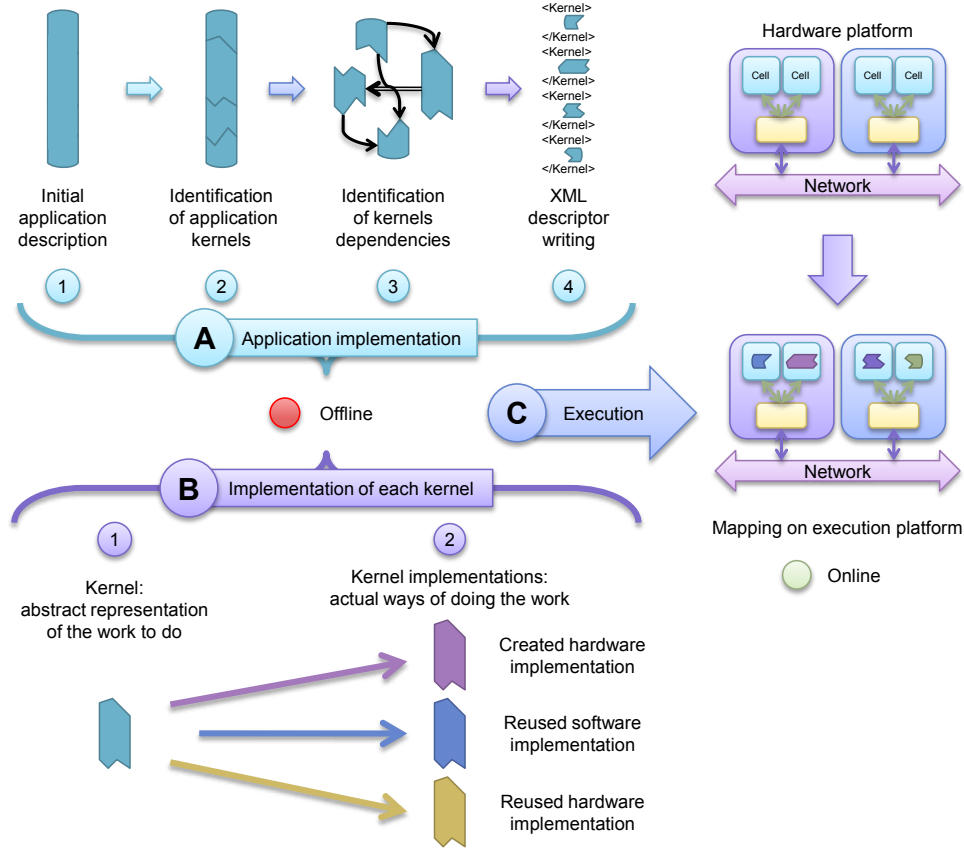 <Kernel>
</Kernel>
<Kernel>
</Kernel>
<Kernel>
</Kernel>
<Kernel>
</Kernel>
Initial
application
description
Identification
of application
kernels
Identification
of kernels
dependencies
XML
descriptor
writing
1
2
3
4
A
Application implementation
Offline
B
Implementation of each kernel
1
2
Kernel:
abstract representation
of the work to do
Kernel implementations:
actual ways of doing the work
Created hardware
implementation
Reused software
implementation
Reused hardware
implementation
C
Execution
Hardware platform
Cell
Cell
Cell
Cell
Network
Network
Mapping on execution platform
Online